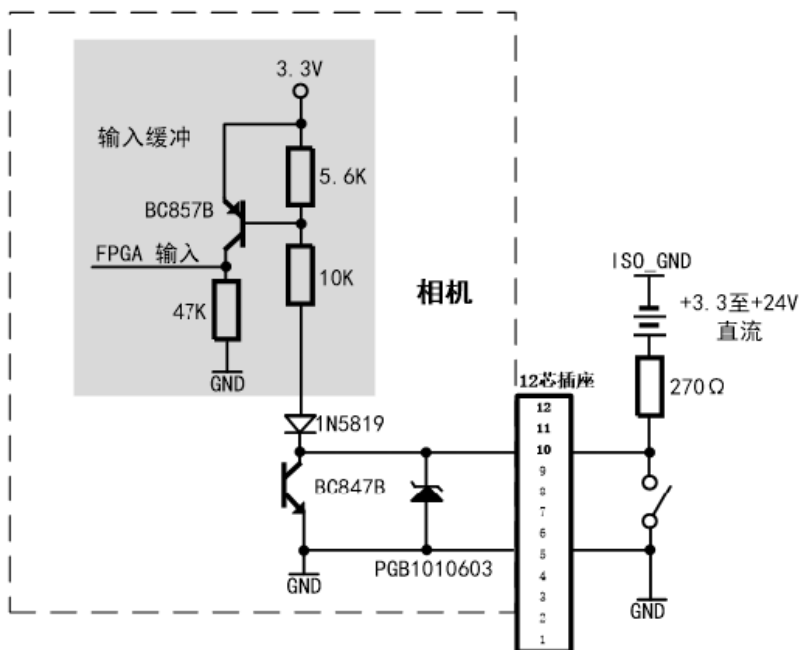 3.3V
输入缓冲
5.6K
BC857B
FPGA 输入
10K
47K
GND
相机
ISO_GND
+3.3至+24V
直流
270Ω
12芯插座
1N5819
BC847B
PGB1010603
GND
12
11
10
9
8
7
6
5
4
3
2
1
GND